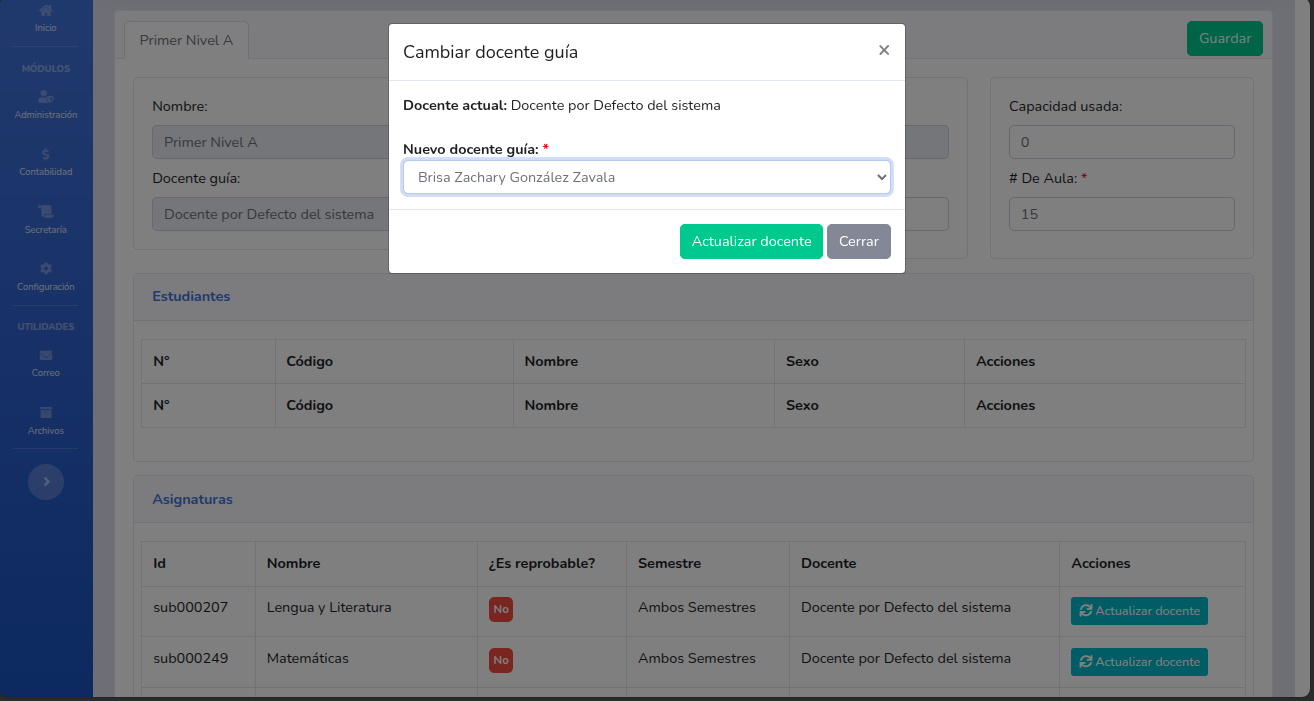 Inicio
MÓDULOS
Administración
Contabilidad
Secretaría
Configuración
UTILIDADES
Correo
Archivos
Primer Nivel A
Guardar
Nombre:
Primer Nivel A
Docente guía:
Docente por Defecto del sistema
Capacidad usada:
0
# De Aula: *
15
Cambiar docente guía
×
Docente actual: Docente por Defecto del sistema
Nuevo docente guía: *
Brisa Zachary González Zavala
Actualizar docente Cerrar
Estudiantes
N° Código Nombre Sexo Acciones
N° Código Nombre Sexo Acciones
Asignaturas
Id Nombre ¿Es reprobable? Semestre Docente Acciones
sub000207 Lengua y Literatura No Ambos Semestres Docente por Defecto del sistema Actualizar docente
sub000249 Matemáticas No Ambos Semestres Docente por Defecto del sistema Actualizar docente